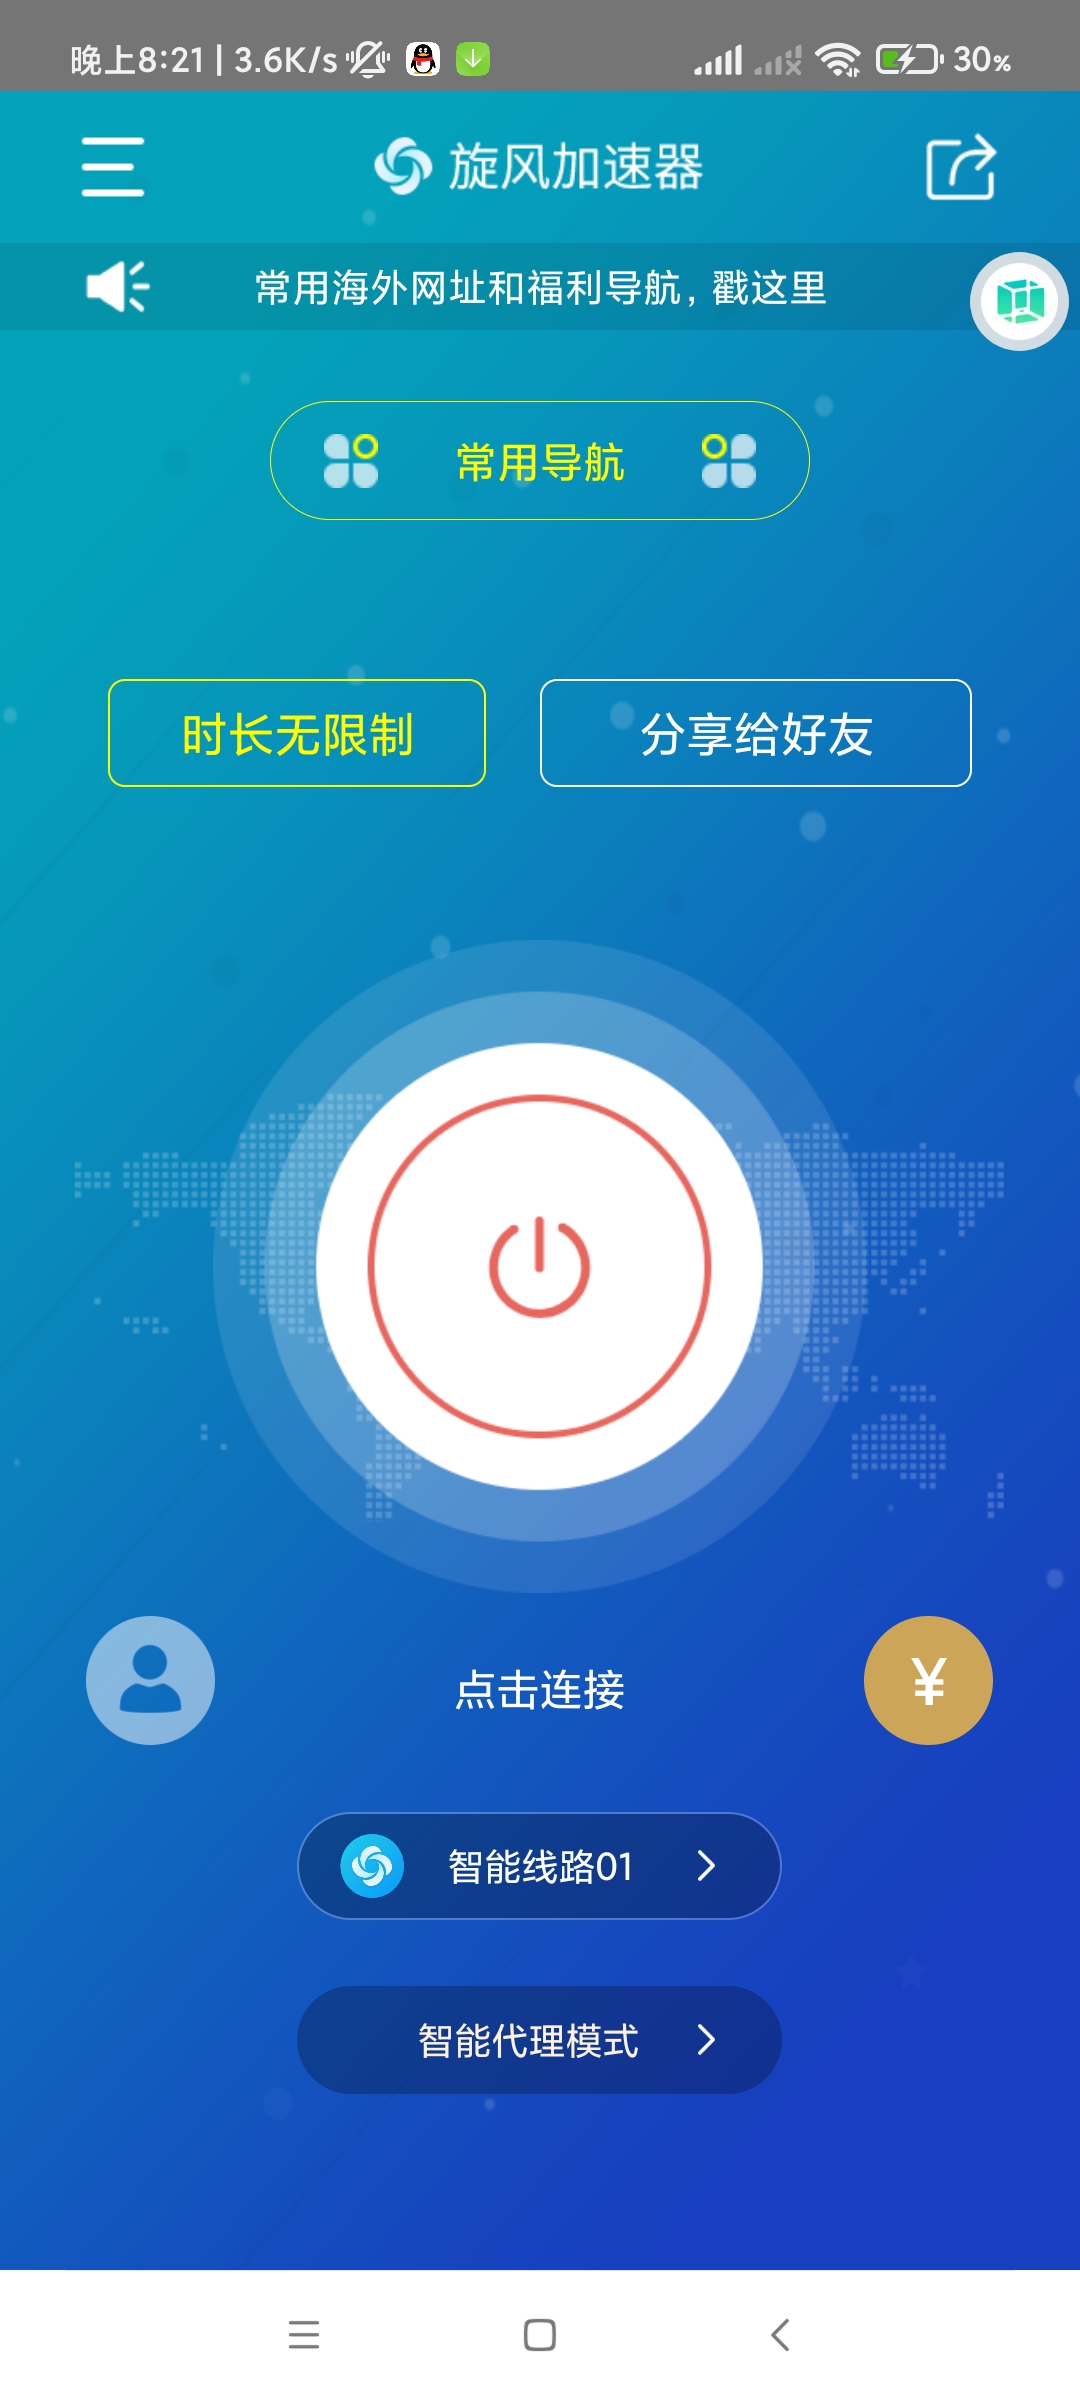 晚上8:21 | 3.6K/s
30%
旋风加速器
常用海外网址和福利导航，戳这里
常用导航
时长无限制
分享给好友
点击连接
¥
智能线路01
智能代理模式